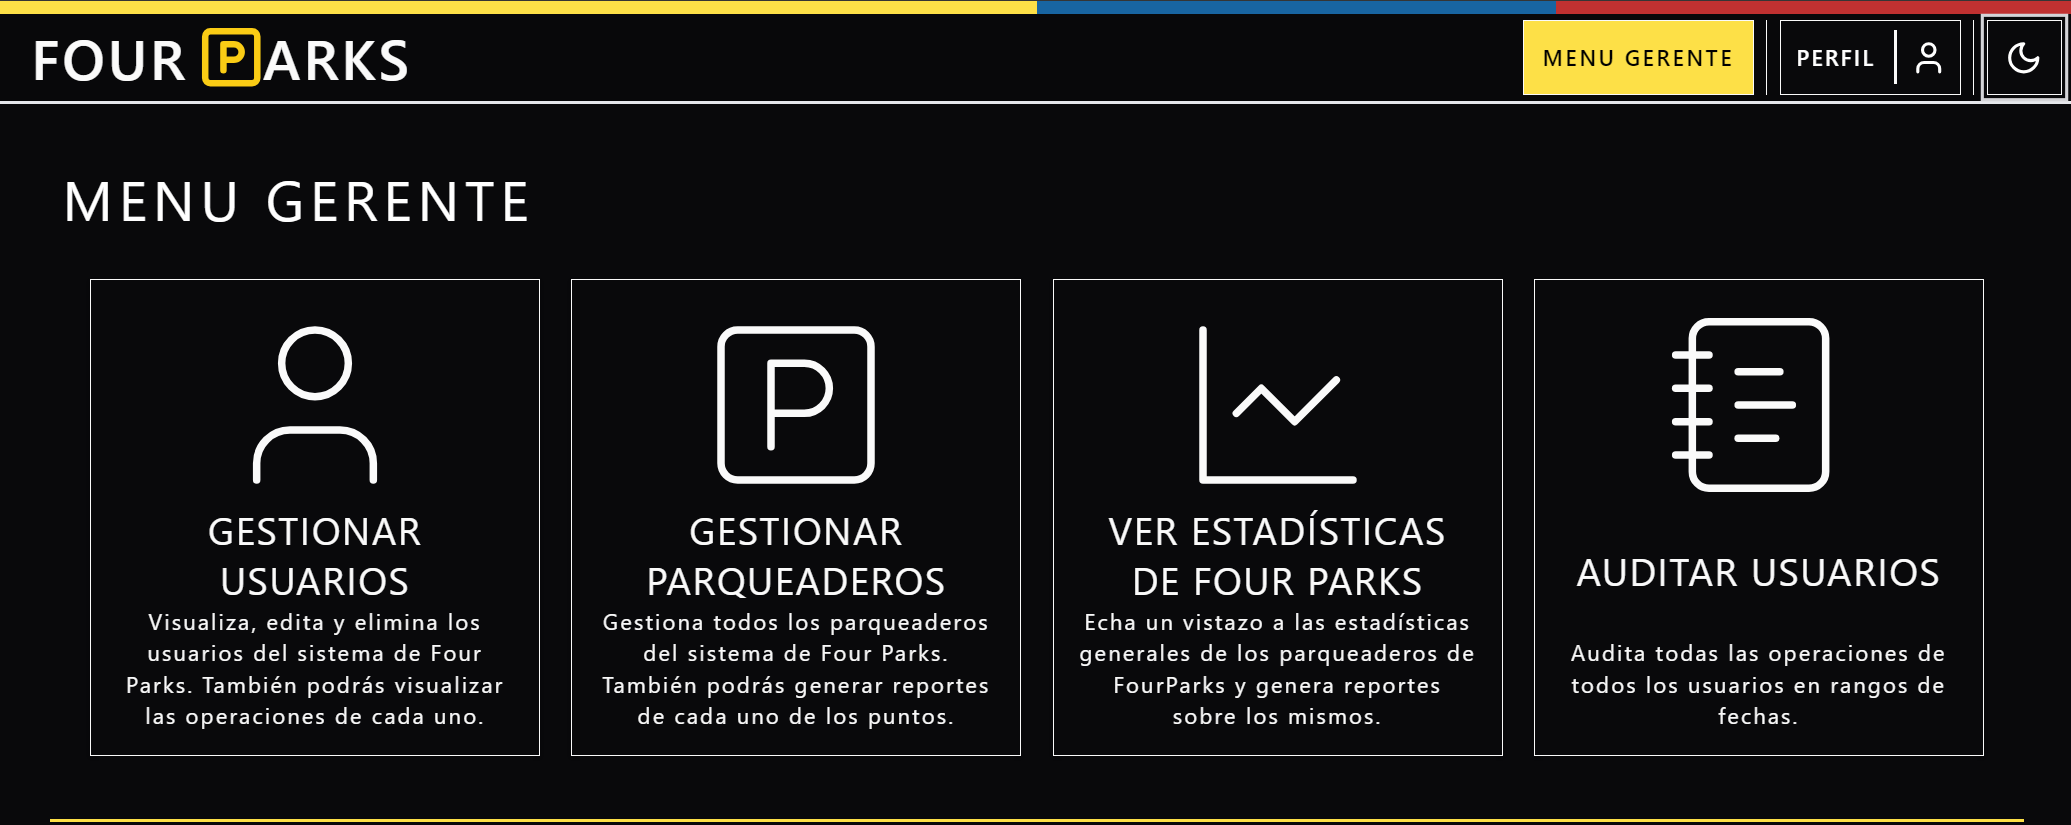 FOUR PARKS
MENU GERENTE
PERFIL
MENU GERENTE
P
GESTIONAR
USUARIOS
Visualiza, edita y elimina los
usuarios del sistema de Four
Parks. También podrás visualizar
las operaciones de cada uno.
GESTIONAR
PARQUEADEROS
Gestiona todos los parqueaderos
del sistema de Four Parks.
También podrás generar reportes
de cada uno de los puntos.
VER ESTADÍSTICAS
DE FOUR PARKS
Echa un vistazo a las estadísticas
generales de los parqueaderos de
FourParks y genera reportes
sobre los mismos.
AUDITAR USUARIOS
Audita todas las operaciones de
todos los usuarios en rangos de
fechas.